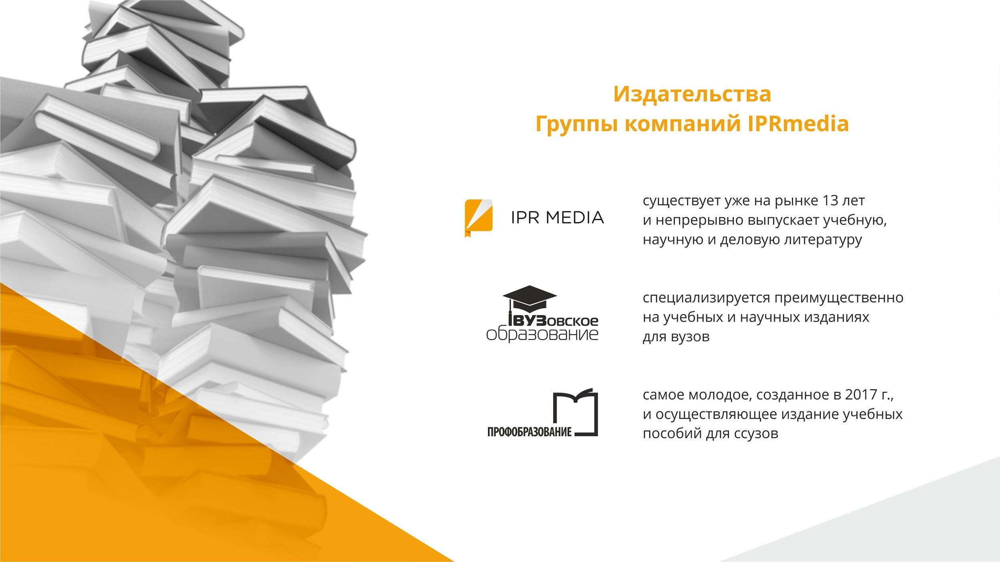 Издательства
Группы компаний IPRmedia
IPR MEDIA
существует уже на рынке 13 лет
и непрерывно выпускает учебную,
научную и деловую литературу
Вузовское
образование
специализируется преимущественно
на учебных и научных изданиях
для вузов
ПРОФОБРАЗОВАНИЕ
самое молодое, созданное в 2017 г.,
и осуществляющее издание учебных
пособий для ссузов